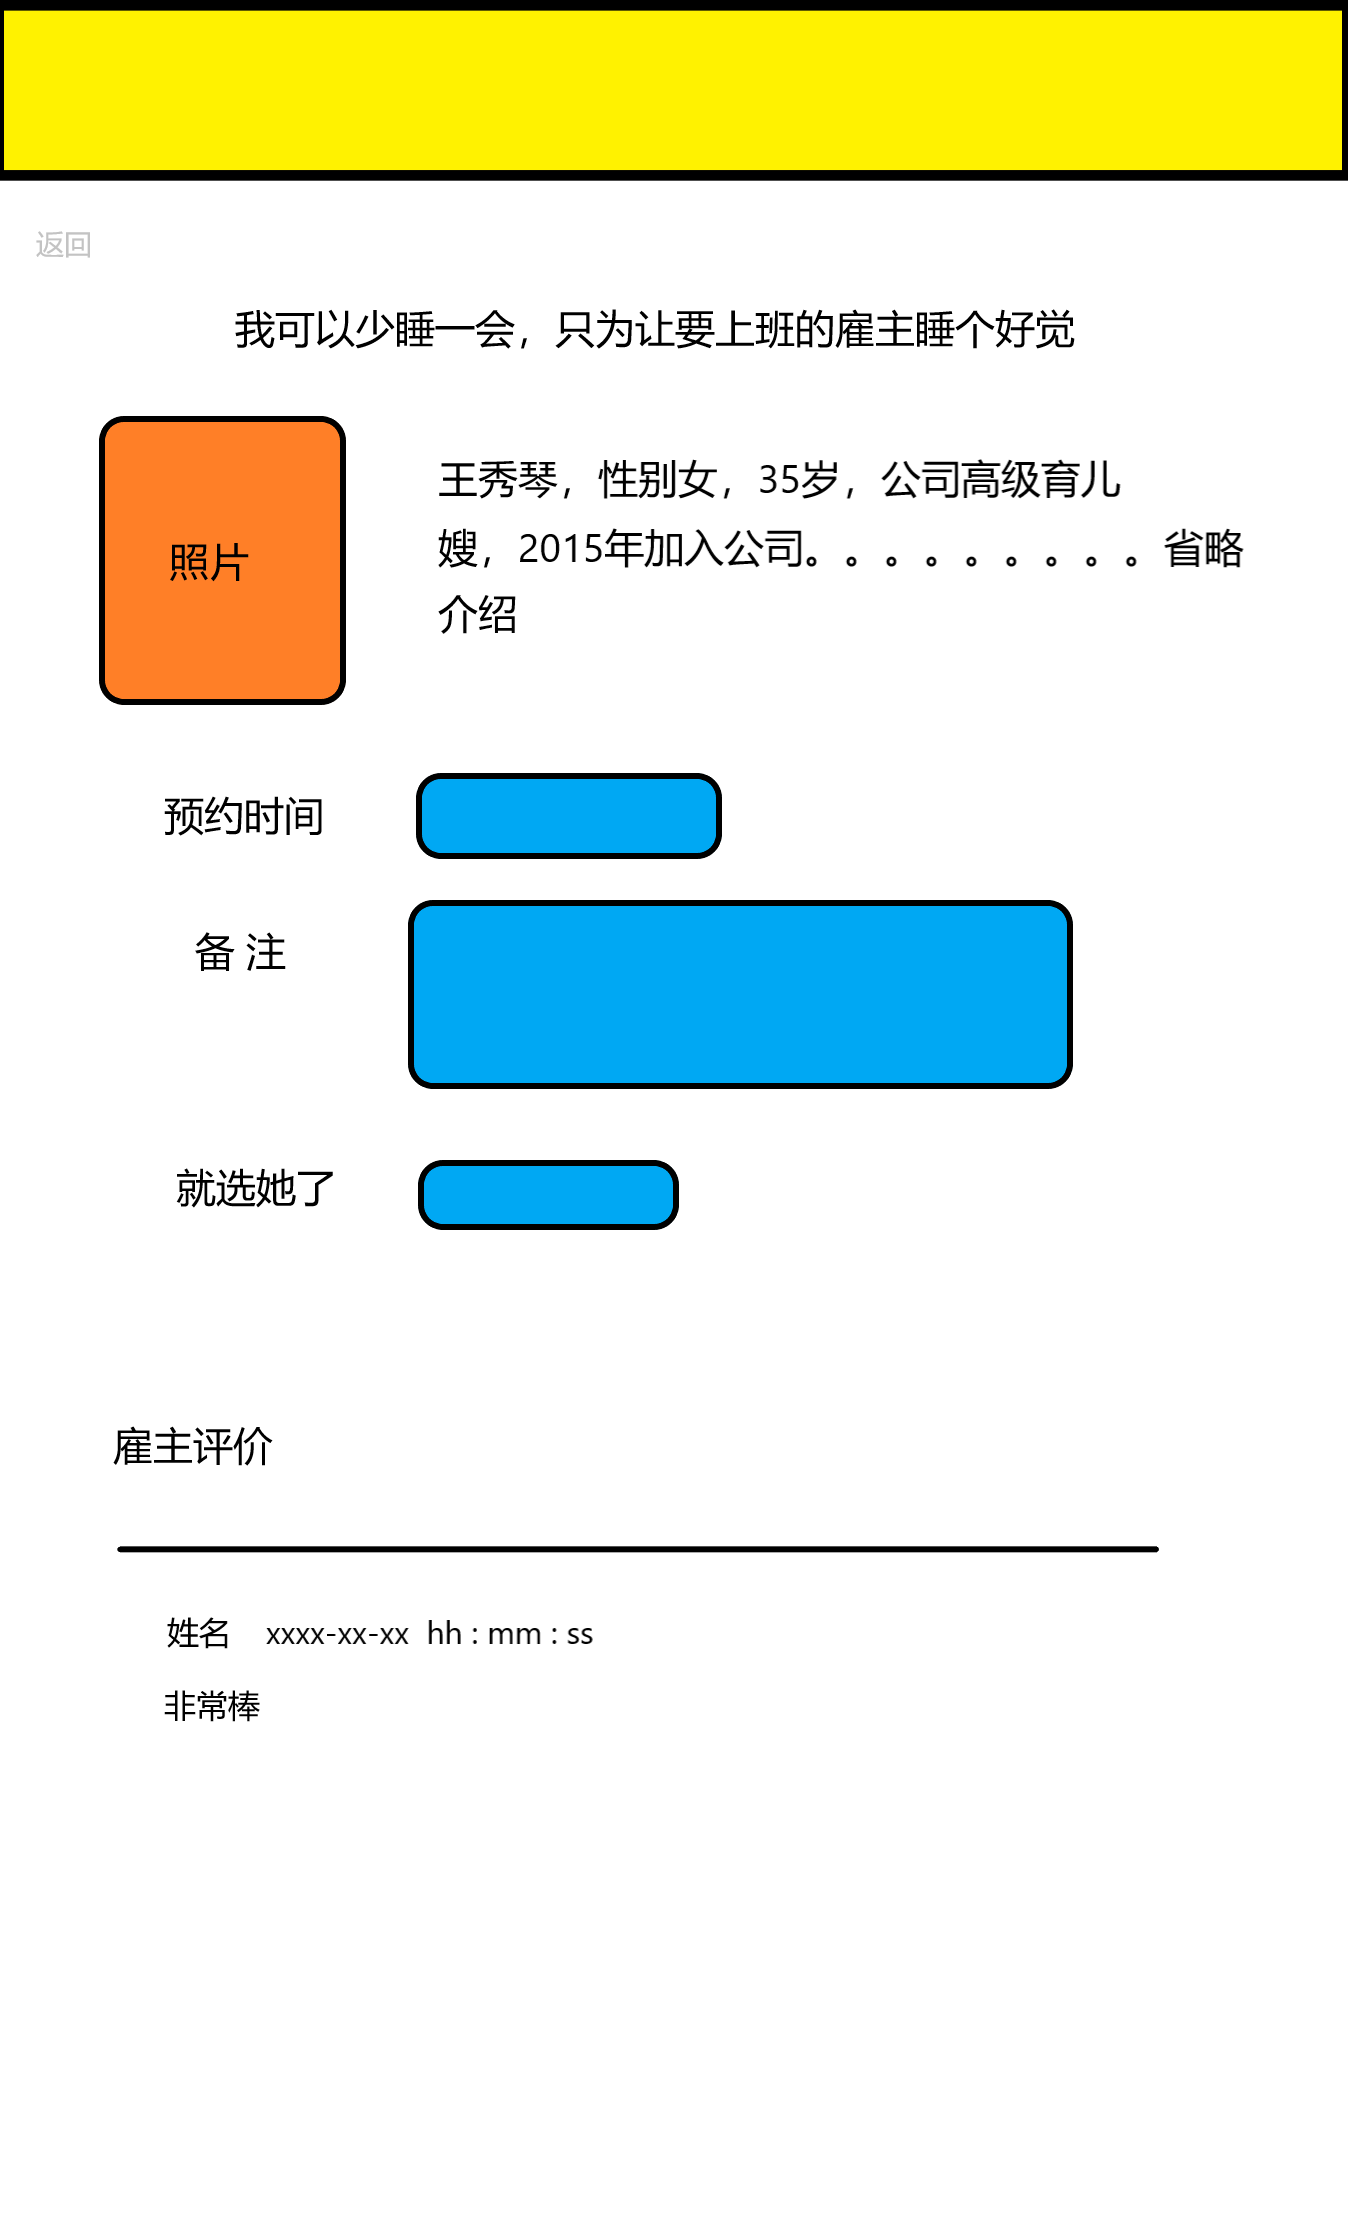 返回
我可以少睡一会，只为让要上班的雇主睡个好觉
照片
王秀琴，性别女，35岁，公司高级育儿
嫂，2015年加入公司。。。。。。。。。省略
介绍
预约时间
备 注
就选她了
雇主评价
姓名 xxxx-xx-xx hh : mm : ss
非常棒